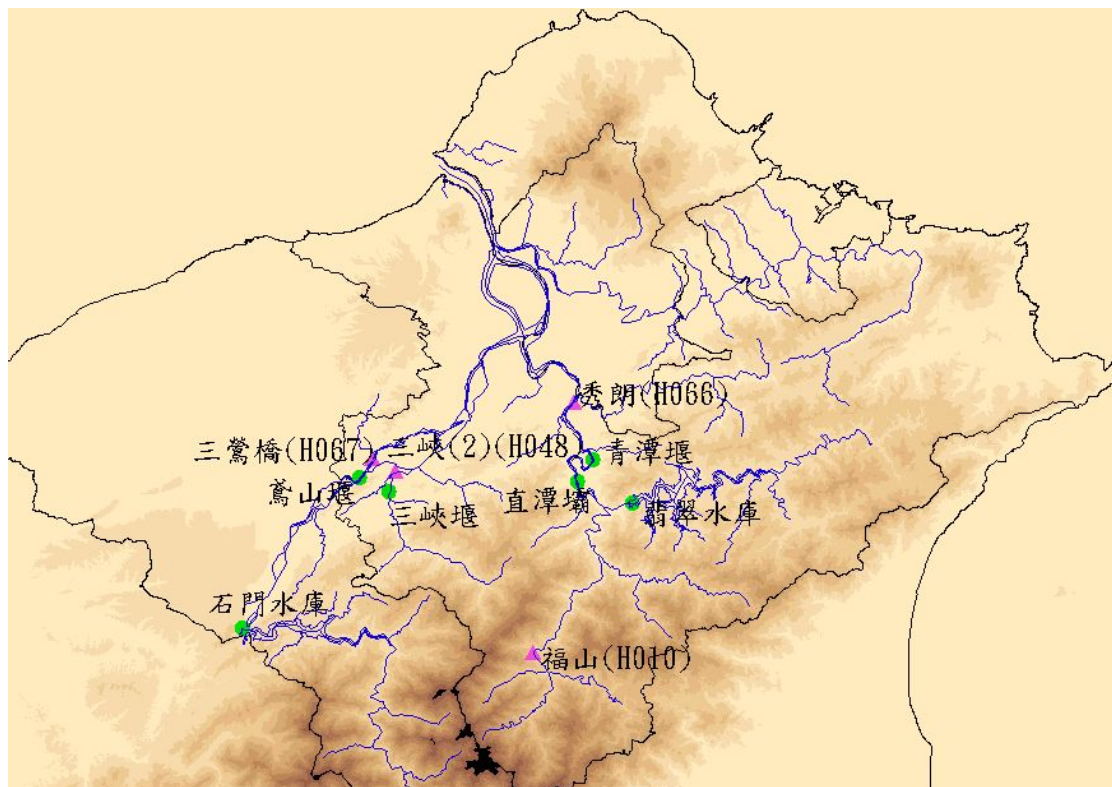 秀朗(H066)
三鶯橋(H067)
三峽(2)(H048)
青潭堰
鳶山堰
三峽堰
直潭壩
翡翠水庫
石門水庫
福山(H010)